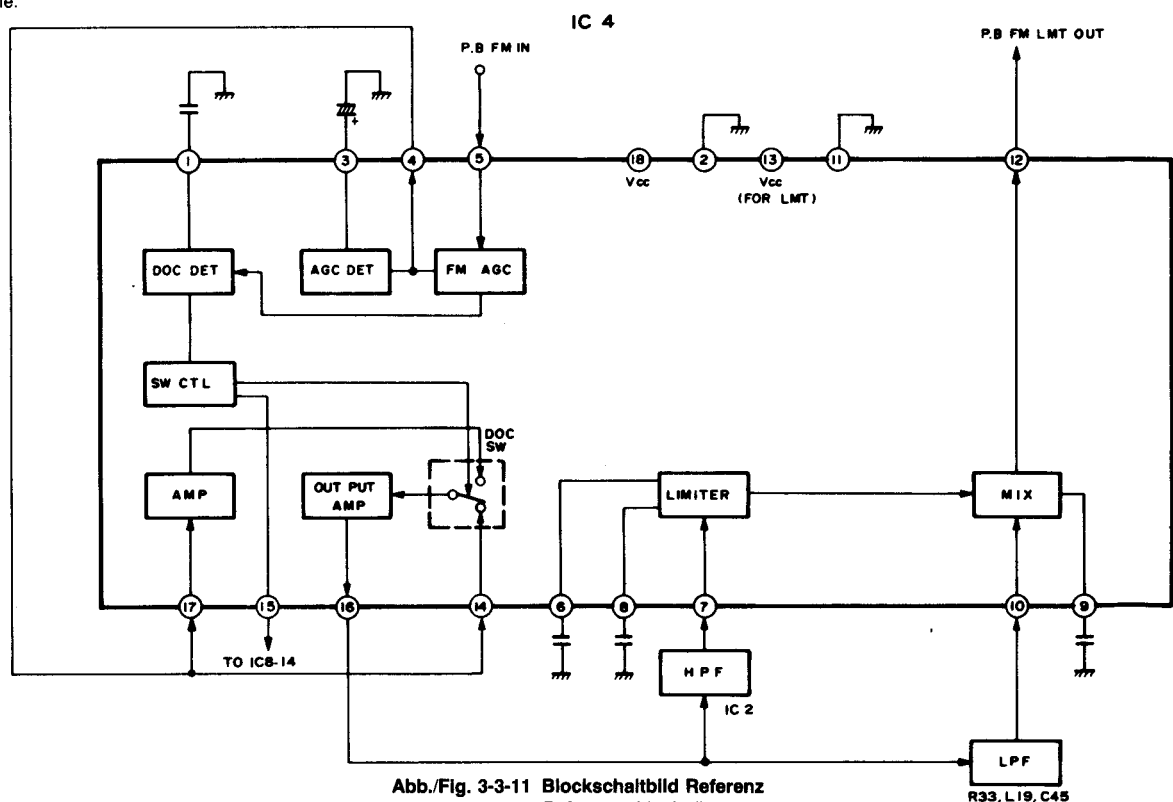 le.
IC 4
P.B FM IN
P.B FM LMT OUT
1
3
4
5
18
2
13
11
12
Vcc
Vcc
(FOR LMT)
DOC DET
AGC DET
FM AGC
SW CTL
DOC
SW
AMP
OUT PUT
AMP
LIMITER
MIX
17
15
16
14
6
8
7
10
9
TO IC8-14
HPF
IC 2
LPF
R33, L19, C45
Abb./Fig. 3-3-11 Blockschaltbild Referenz